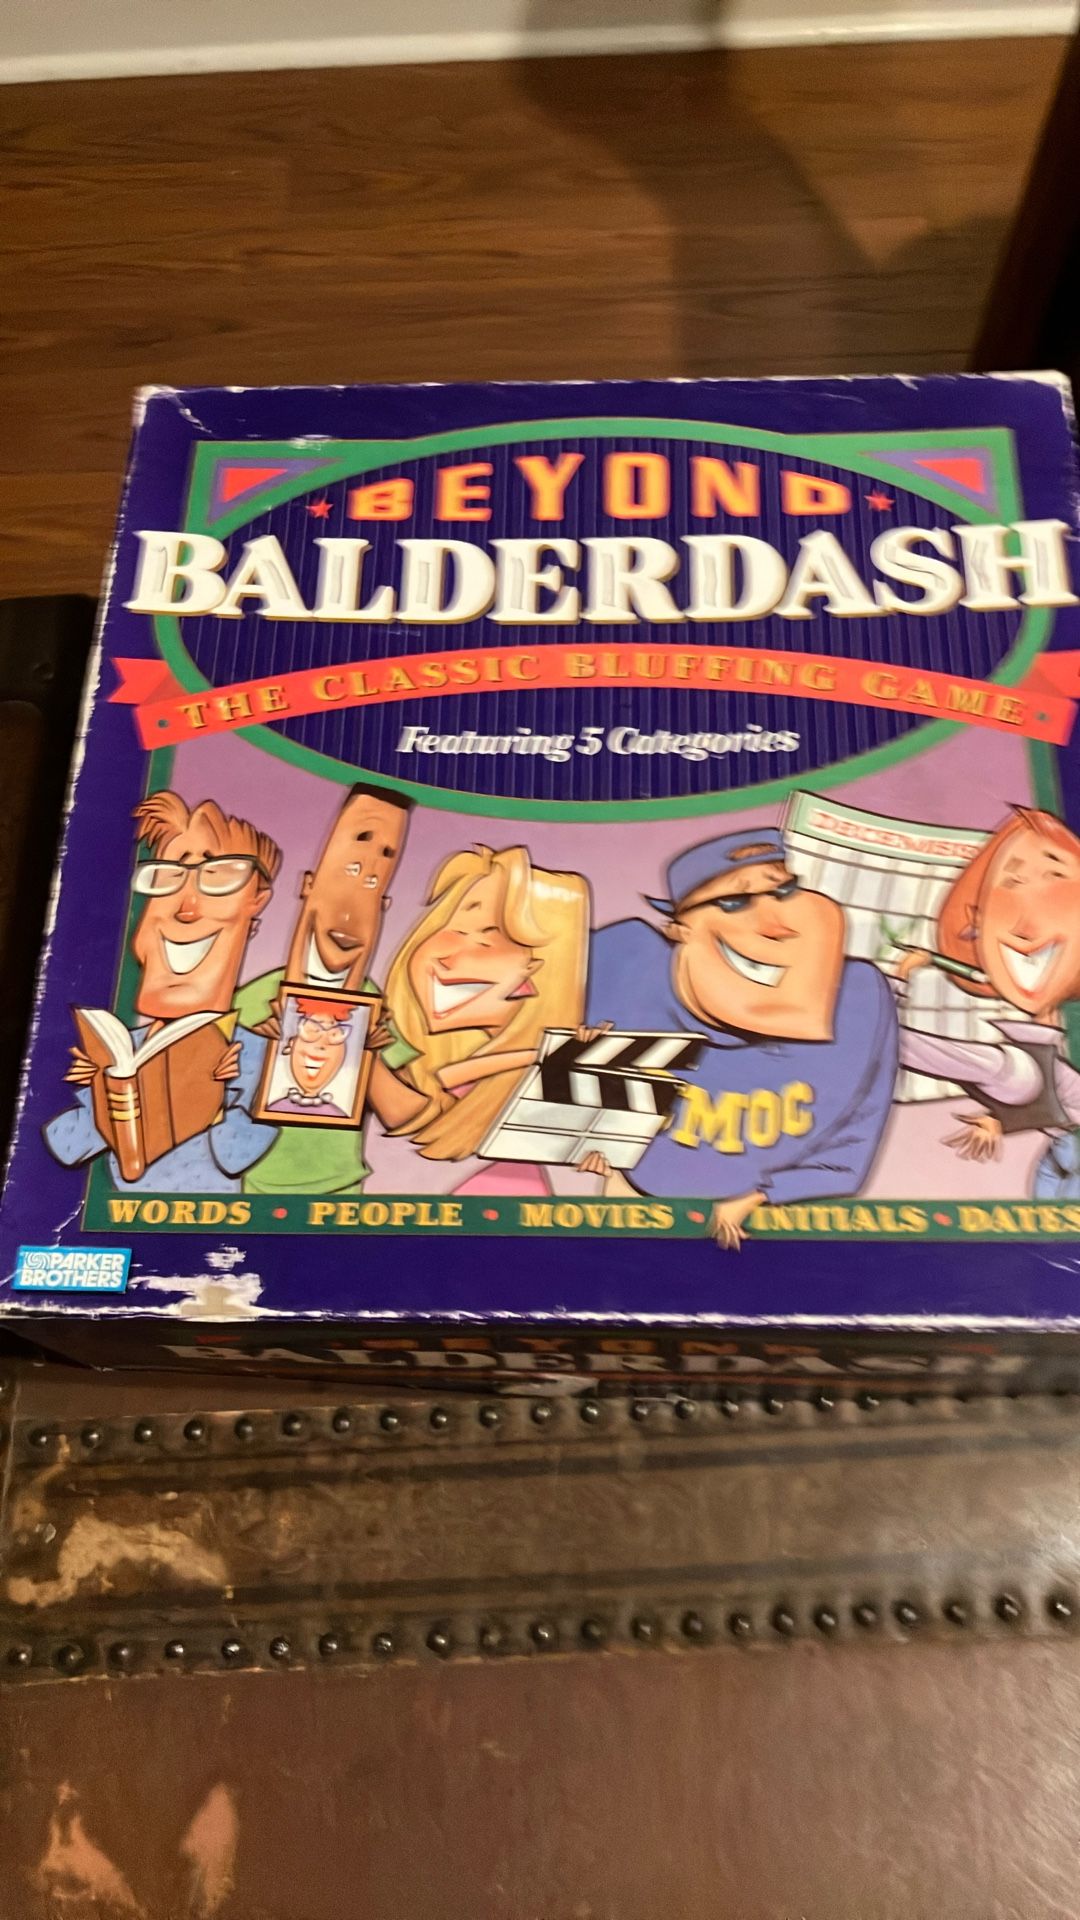 BEYOND
BALDERDASH
THE CLASSIC BLUFFING GAME
Featuring 5 Categories
DECEMBER
MOC
WORDS • PEOPLE • MOVIES • INITIALS • DATES
PARKER
BROTHERS
BEYOND
BALDERDASH